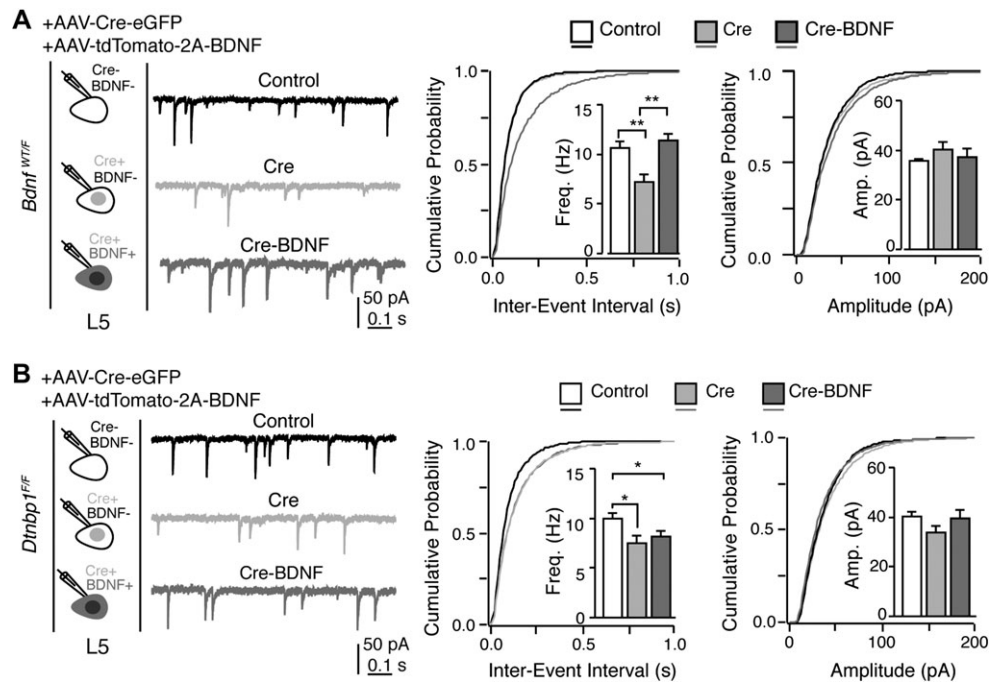 A
+AAV-Cre-eGFP
+AAV-tdTomato-2A-BDNF
Bdnf WT/F
Cre-
BDNF-
Cre+
BDNF-
Cre+
BDNF+
L5
Control
Cre
Cre-BDNF
50 pA
0.1 s
Control
Cre
Cre-BDNF
Cumulative Probability
1.0
0.5
0.0
0.0
0.5
1.0
Inter-Event Interval (s)
Freq. (Hz)
15
10
5
0
**
**
Cumulative Probability
1.0
0.5
0.0
0
100
200
Amplitude (pA)
Amp. (pA)
60
40
20
0
B
+AAV-Cre-eGFP
+AAV-tdTomato-2A-BDNF
Dtnbp1F/F
Cre-
BDNF-
Cre+
BDNF-
Cre+
BDNF+
L5
Control
Cre
Cre-BDNF
50 pA
0.1 s
Control
Cre
Cre-BDNF
Cumulative Probability
1.0
0.5
0.0
0.0
0.5
1.0
Inter-Event Interval (s)
Freq. (Hz)
15
10
5
0
*
*
Cumulative Probability
1.0
0.5
0.0
0
100
200
Amplitude (pA)
Amp. (pA)
60
40
20
0